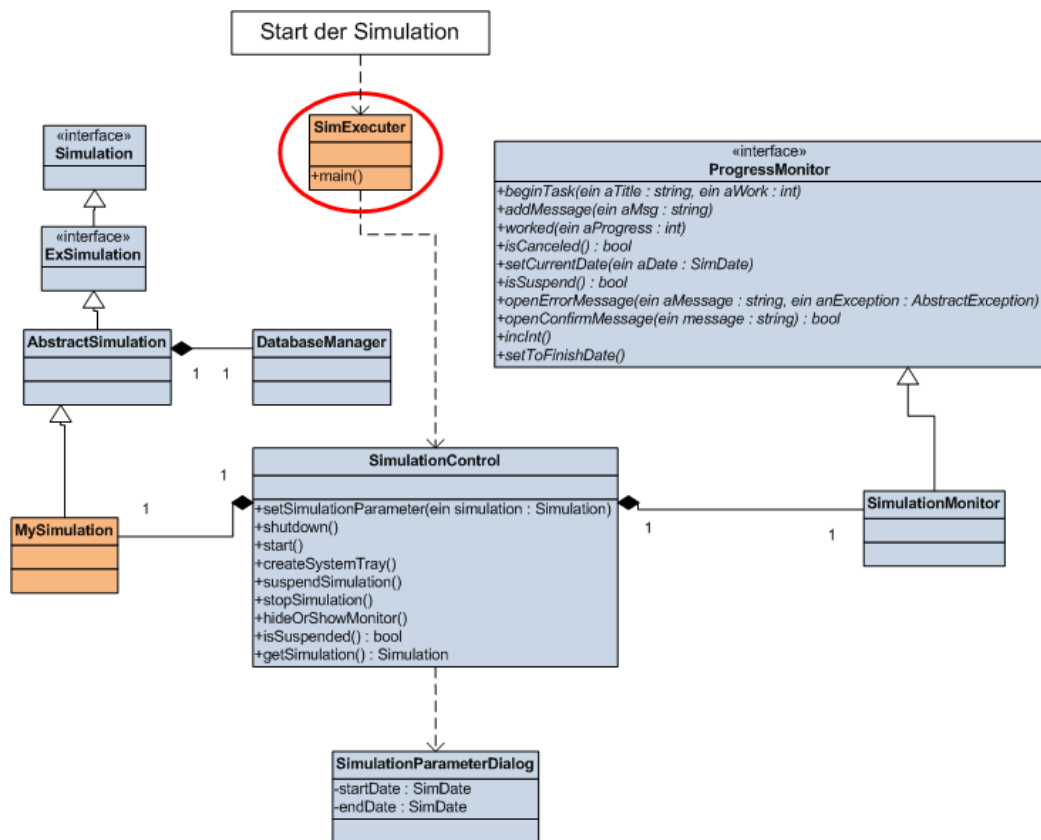 Start der Simulation
SimExecuter
+main()
«interface»
Simulation
«interface»
ExSimulation
AbstractSimulation
1
1
DatabaseManager
«interface»
ProgressMonitor
+beginTask(ein aTitle : string, ein aWork : int)
+addMessage(ein aMsg : string)
+worked(ein aProgress : int)
+isCanceled() : bool
+setCurrentDate(ein aDate : SimDate)
+isSuspend() : bool
+openErrorMessage(ein aMessage : string, ein anException : AbstractException)
+openConfirmMessage(ein message : string) : bool
+incInt()
+setToFinishDate()
MySimulation
1
1
SimulationControl
+setSimulationParameter(ein simulation : Simulation)
+shutdown()
+start()
+createSystemTray()
+suspendSimulation()
+stopSimulation()
+hideOrShowMonitor()
+isSuspended() : bool
+getSimulation() : Simulation
1
1
SimulationMonitor
SimulationParameterDialog
-startDate : SimDate
-endDate : SimDate